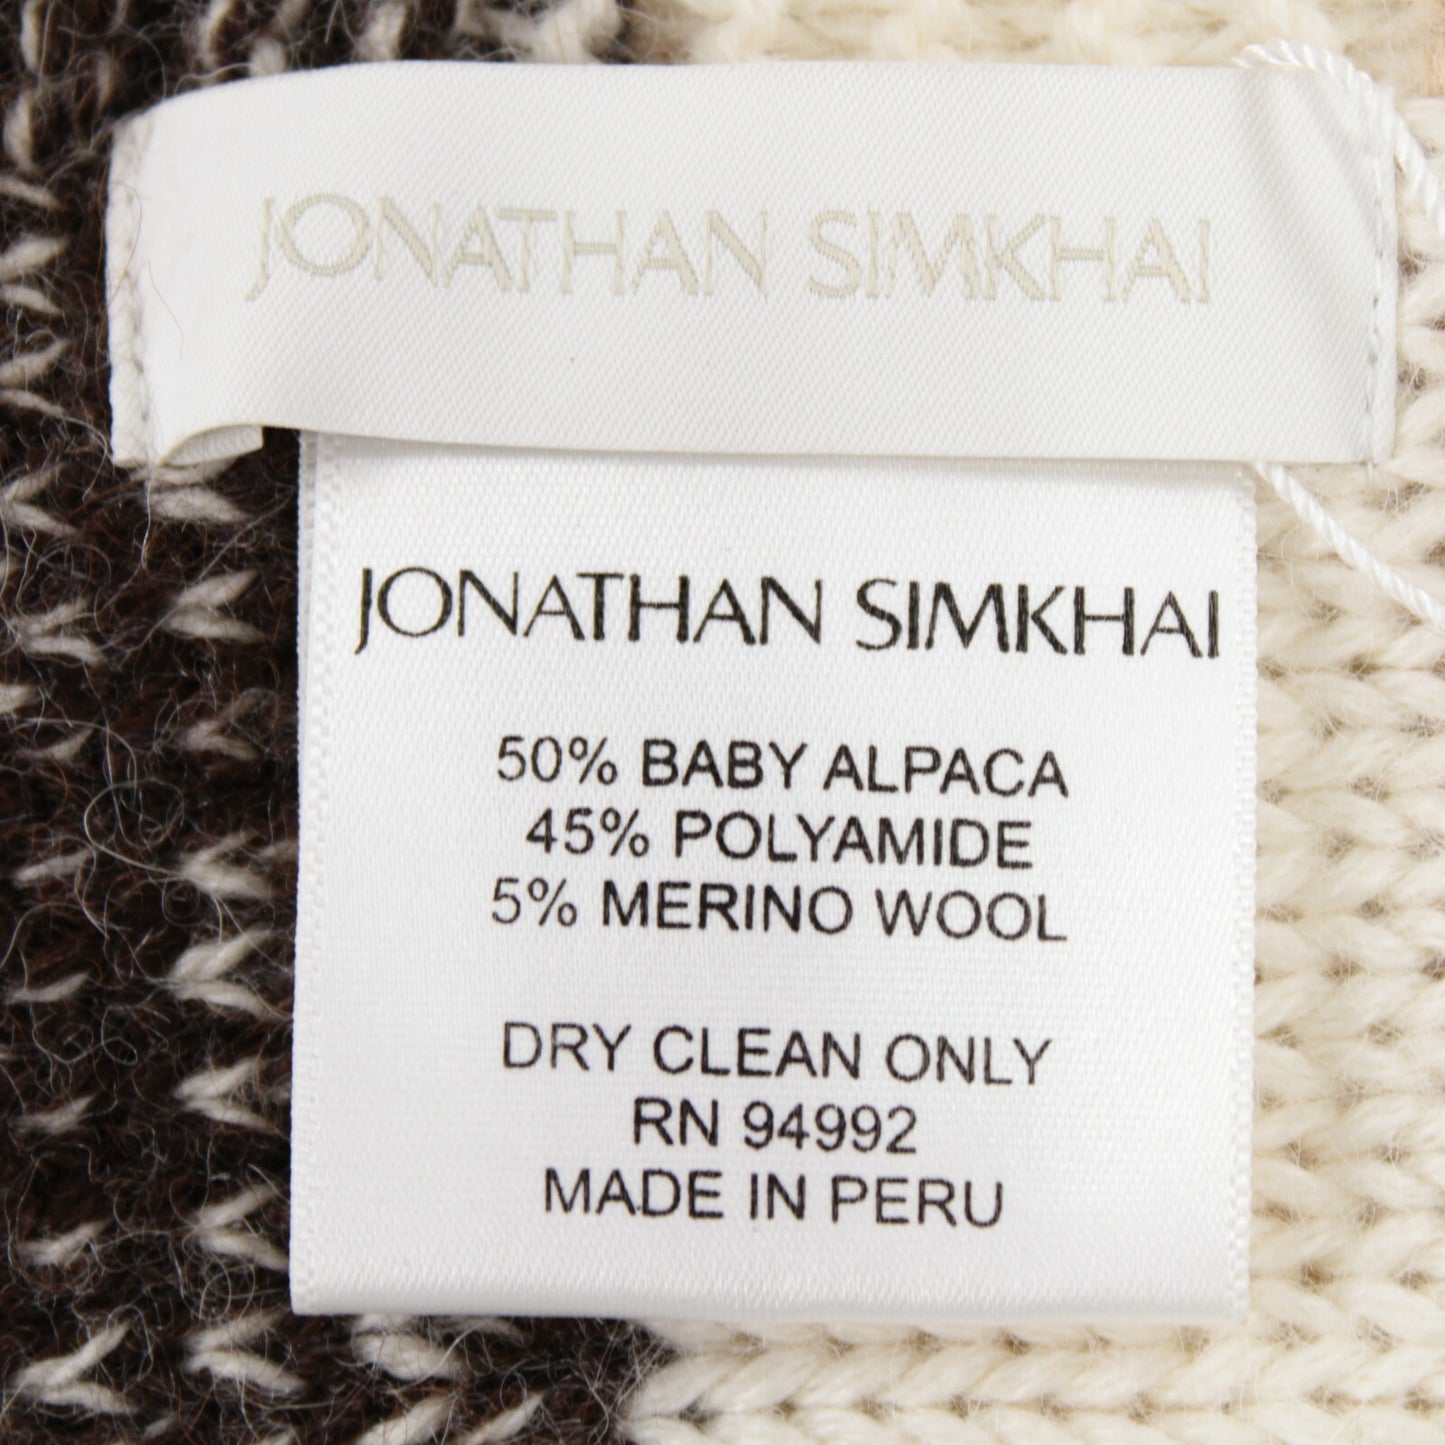 JONATHAN SIMKHAI
JONATHAN SIMKHAI
50% BABY ALPACA
45% POLYAMIDE
5% MERINO WOOL
DRY CLEAN ONLY
RN 94992
MADE IN PERU